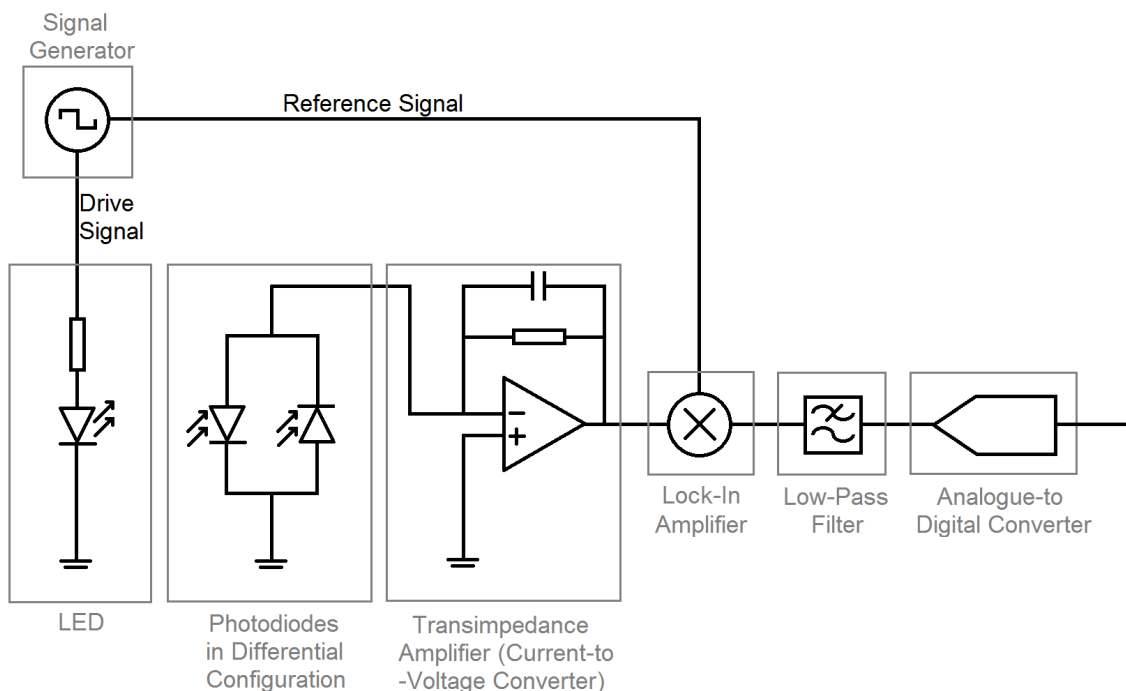 Signal
Generator
Reference Signal
Drive
Signal
LED
Photodiodes
in Differential
Configuration
Transimpedance
Amplifier (Current-to
-Voltage Converter)
Lock-In
Amplifier
Low-Pass
Filter
Analogue-to
Digital Converter